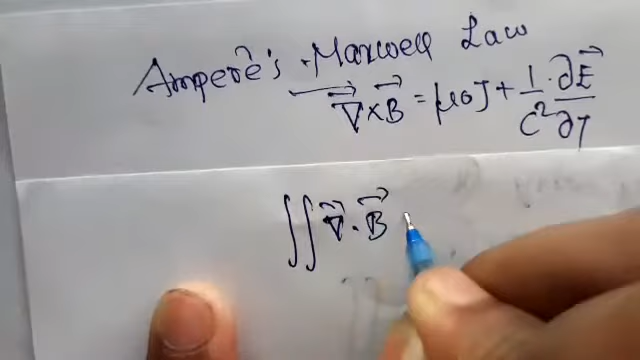 Ampere's Maxwell Law
∇⃗×B⃗ = μ0J + 1/C² · ∂E⃗/∂T
∬ ∇⃗ · B⃗